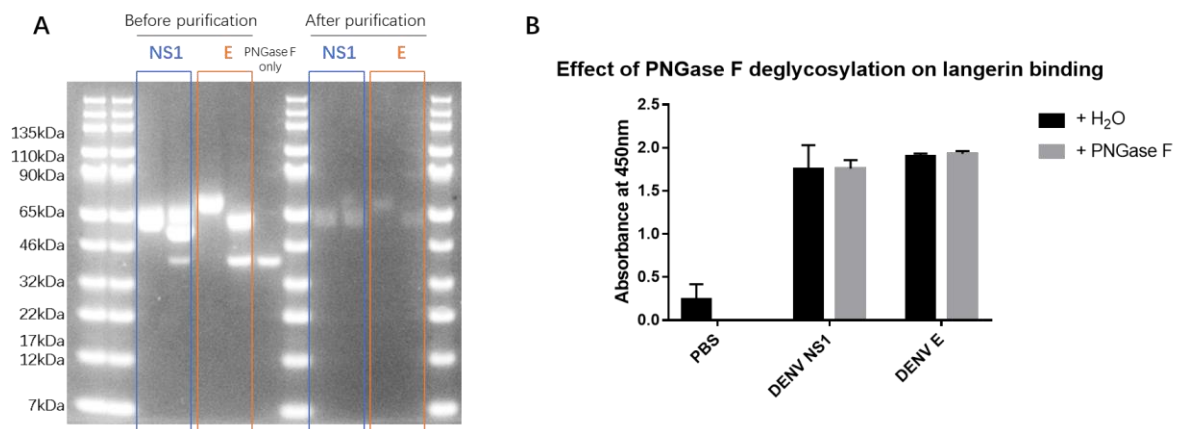 A
Before purification
After purification
NS1
E
PNGase F
only
NS1
E
135kDa
110kDa
90kDa
65kDa
46kDa
32kDa
22kDa
17kDa
12kDa
7kDa
B
Effect of PNGase F deglycosylation on langerin binding
Absorbance at 450nm
2.5
2.0
1.5
1.0
0.5
0.0
PBS
DENV NS1
DENV E
+ H₂O
+ PNGase F